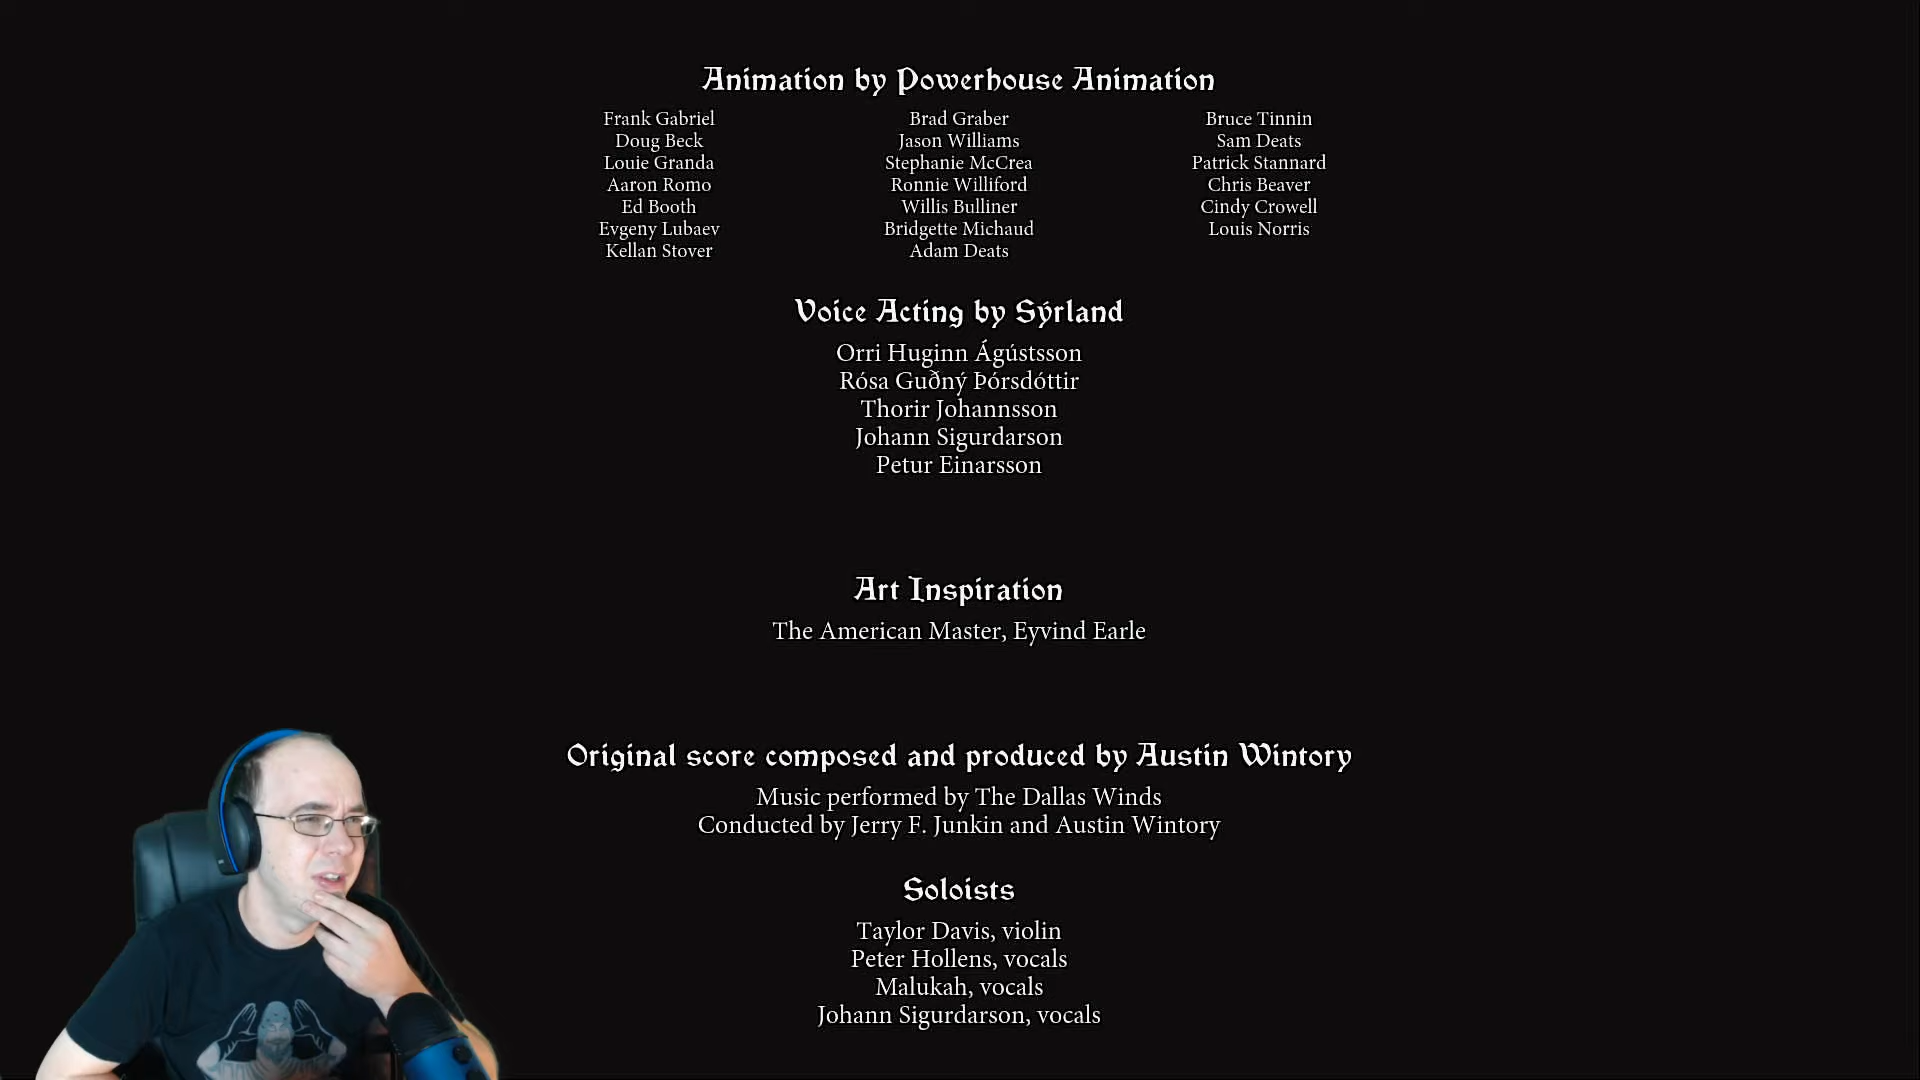 Animation by Powerhouse Animation
Frank Gabriel
Doug Beck
Louie Granda
Aaron Romo
Ed Booth
Evgeny Lubaev
Kellan Stover
Brad Graber
Jason Williams
Stephanie McCrea
Ronnie Williford
Willis Bulliner
Bridgette Michaud
Adam Deats
Bruce Tinnin
Sam Deats
Patrick Stannard
Chris Beaver
Cindy Crowell
Louis Norris
Voice Acting by Sýrland
Orri Huginn Ágústsson
Rósa Guðný Þórsdóttir
Thorir Johannsson
Johann Sigurdarson
Petur Einarsson
Art Inspiration
The American Master, Eyvind Earle
Original score composed and produced by Austin Wintory
Music performed by The Dallas Winds
Conducted by Jerry F. Junkin and Austin Wintory
Soloists
Taylor Davis, violin
Peter Hollens, vocals
Malukah, vocals
Johann Sigurdarson, vocals